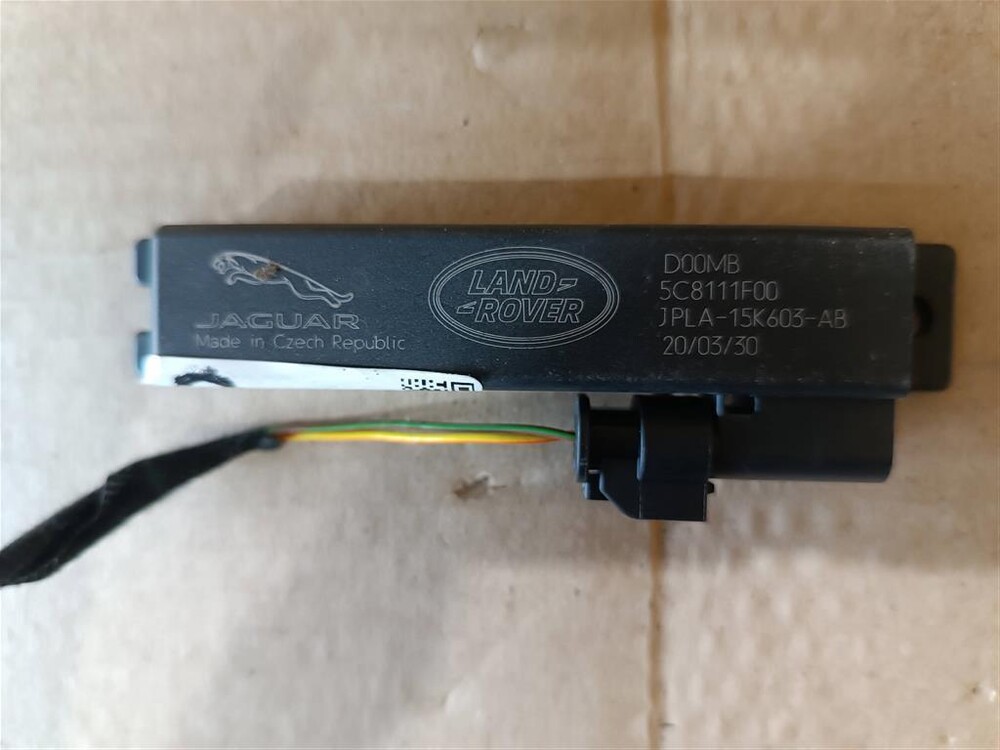 JAGUAR
Made in Czech Republic
LAND-
-ROVER
D00MB
5C8111F00
JPLA-15K603-AB
20/03/30